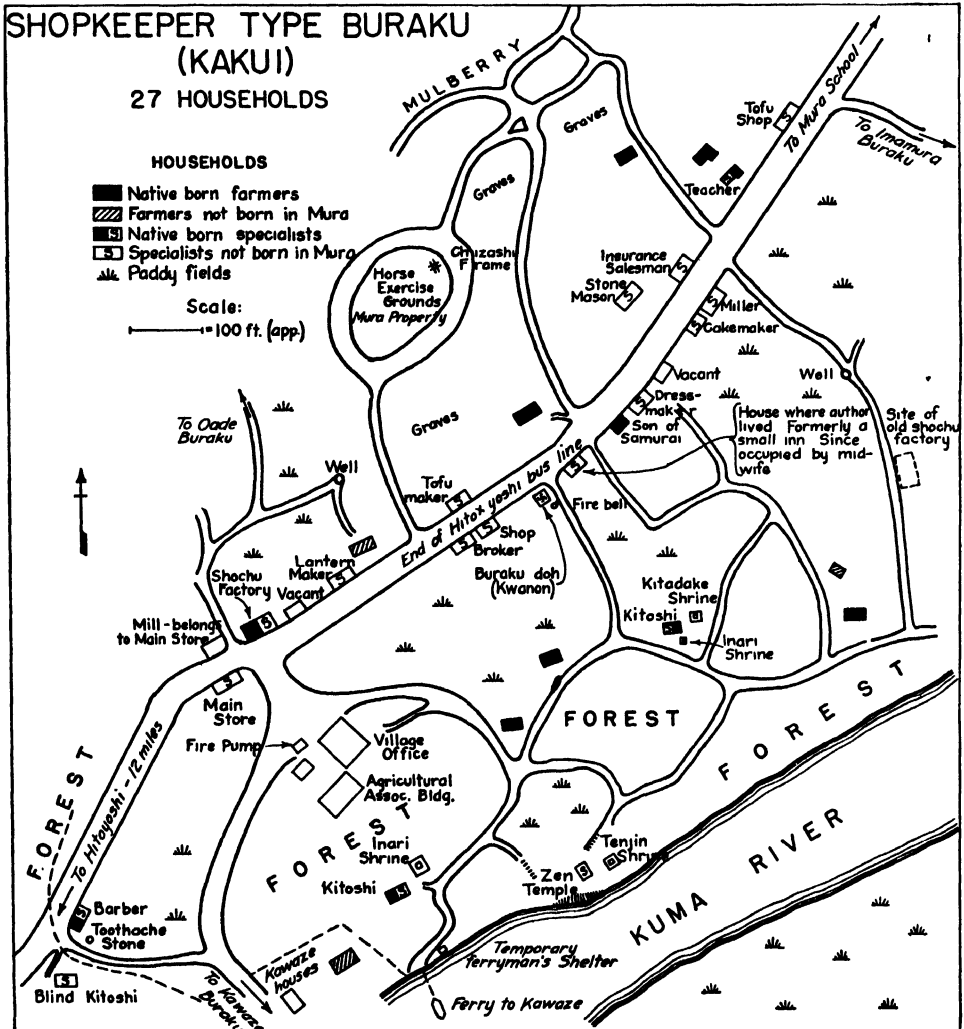 SHOPKEEPER TYPE BURAKU
(KAKUI)
27 HOUSEHOLDS
HOUSEHOLDS
Native born farmers
Farmers not born in Mura
S Native born specialists
S Specialists not born in Mura
Paddy fields
Scale:
= 100 ft. (app.)
MULBERRY
Graves
Tofu
Shop
S
To Mura School
To Imamura
Buraku
S
Teacher
Graves
Horse
Exercise
Grounds
Mura Property
Frame
Insurance
Salesman
S
Stone
Mason
S
S
Miller
S
Cakemaker
Vacant
Well
S
Dress-
maker
Son of
Samurai
House where author
lived Formerly a
small inn Since
occupied by mid-
wife
Site of
old shochu
factory
To Oade
Buraku
Graves
Well
Tofu
maker
S
End of Hitoxyoshi bus line
S
S
Fire bell
S
Shop
S
Broker
Buraku doh
(Kwanon)
Lantern
Maker
S
Shochu
Factory
Vacant
S
Mill-belongs
to Main Store
Kitadake
Shrine
Kitoshi
S
Inari
Shrine
S
Main
Store
Fire Pump
Village
Office
Agricultural
Assoc. Bldg.
FOREST
FOREST
FOREST
To Hitoyoshi - 12 miles
FOREST
Inari
Shrine
Kitoshi
S
Tenjin
Shrine
Zen
Temple
S
KUMA RIVER
S
Barber
Toothache
Stone
S
Blind Kitoshi
To Kawaze
Buraku
Kawaze
houses
Temporary
Ferryman's Shelter
Ferry to Kawaze